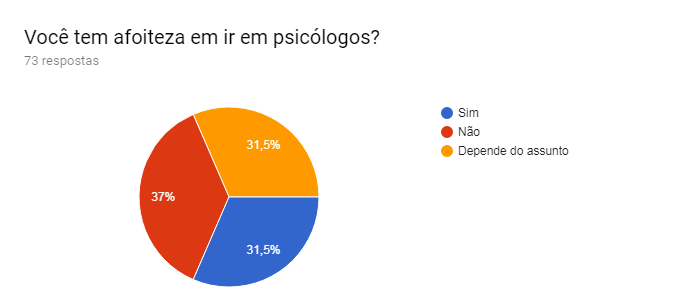 Você tem afoiteza em ir em psicólogos?
73 respostas
Sim
Não
Depende do assunto
31,5%
37%
31,5%